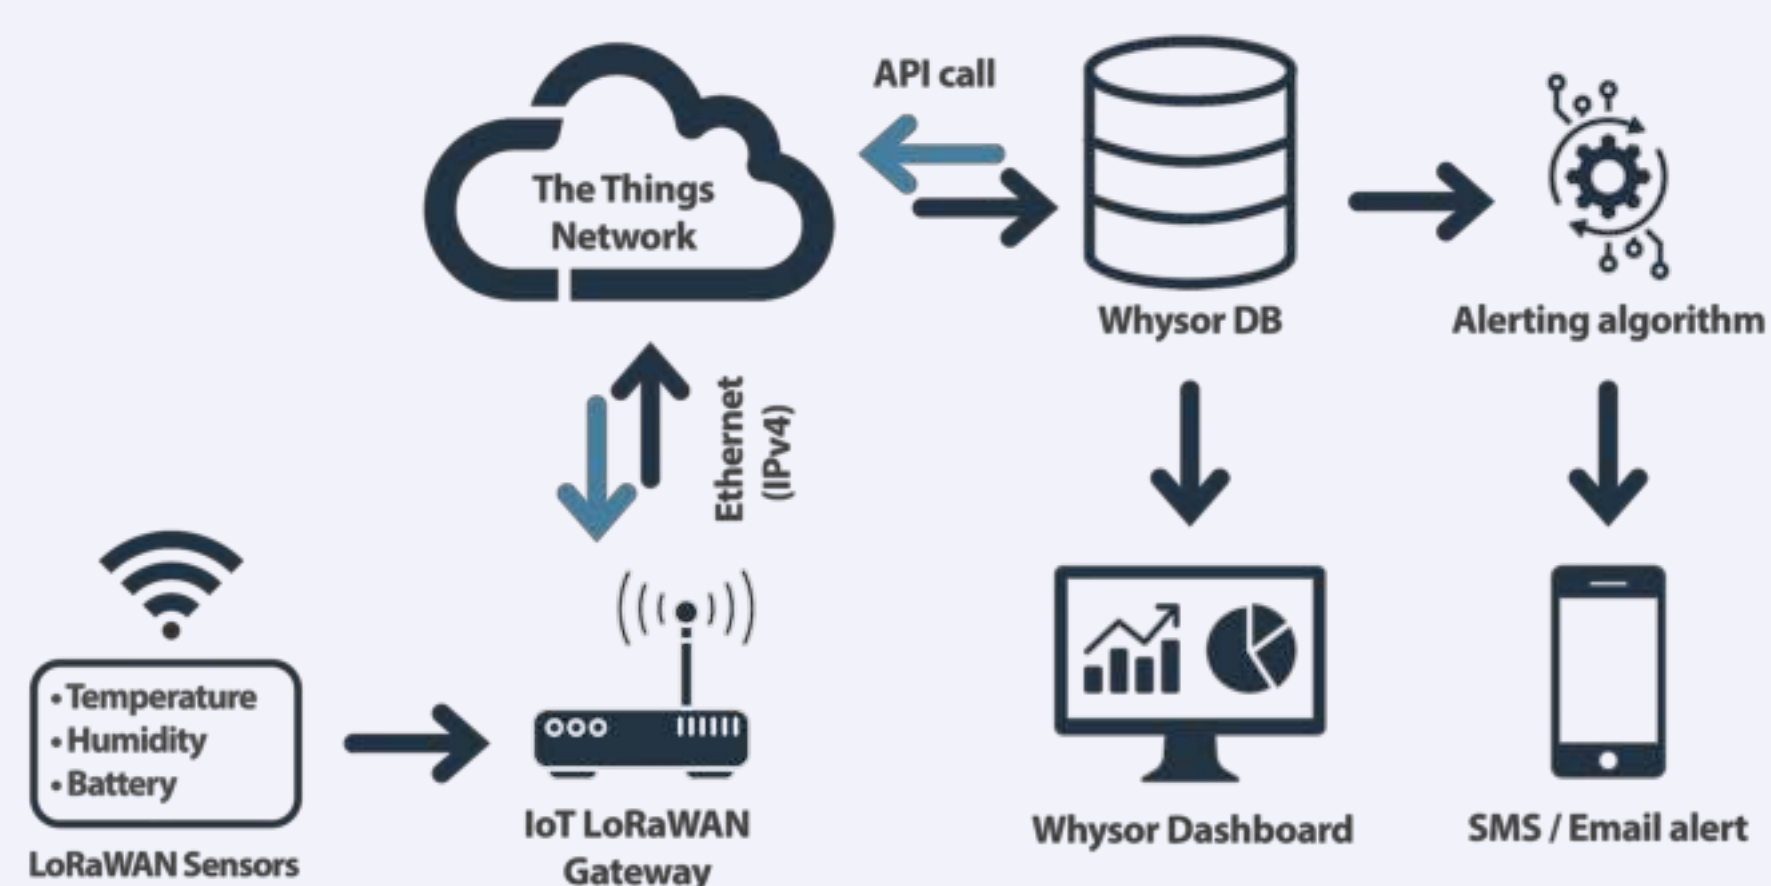 API call
The Things
Network
Whysor DB
Alerting algorithm
Ethernet
(IPv4)
• Temperature
• Humidity
• Battery
LoRaWAN Sensors
IoT LoRaWAN
Gateway
Whysor Dashboard
SMS / Email alert